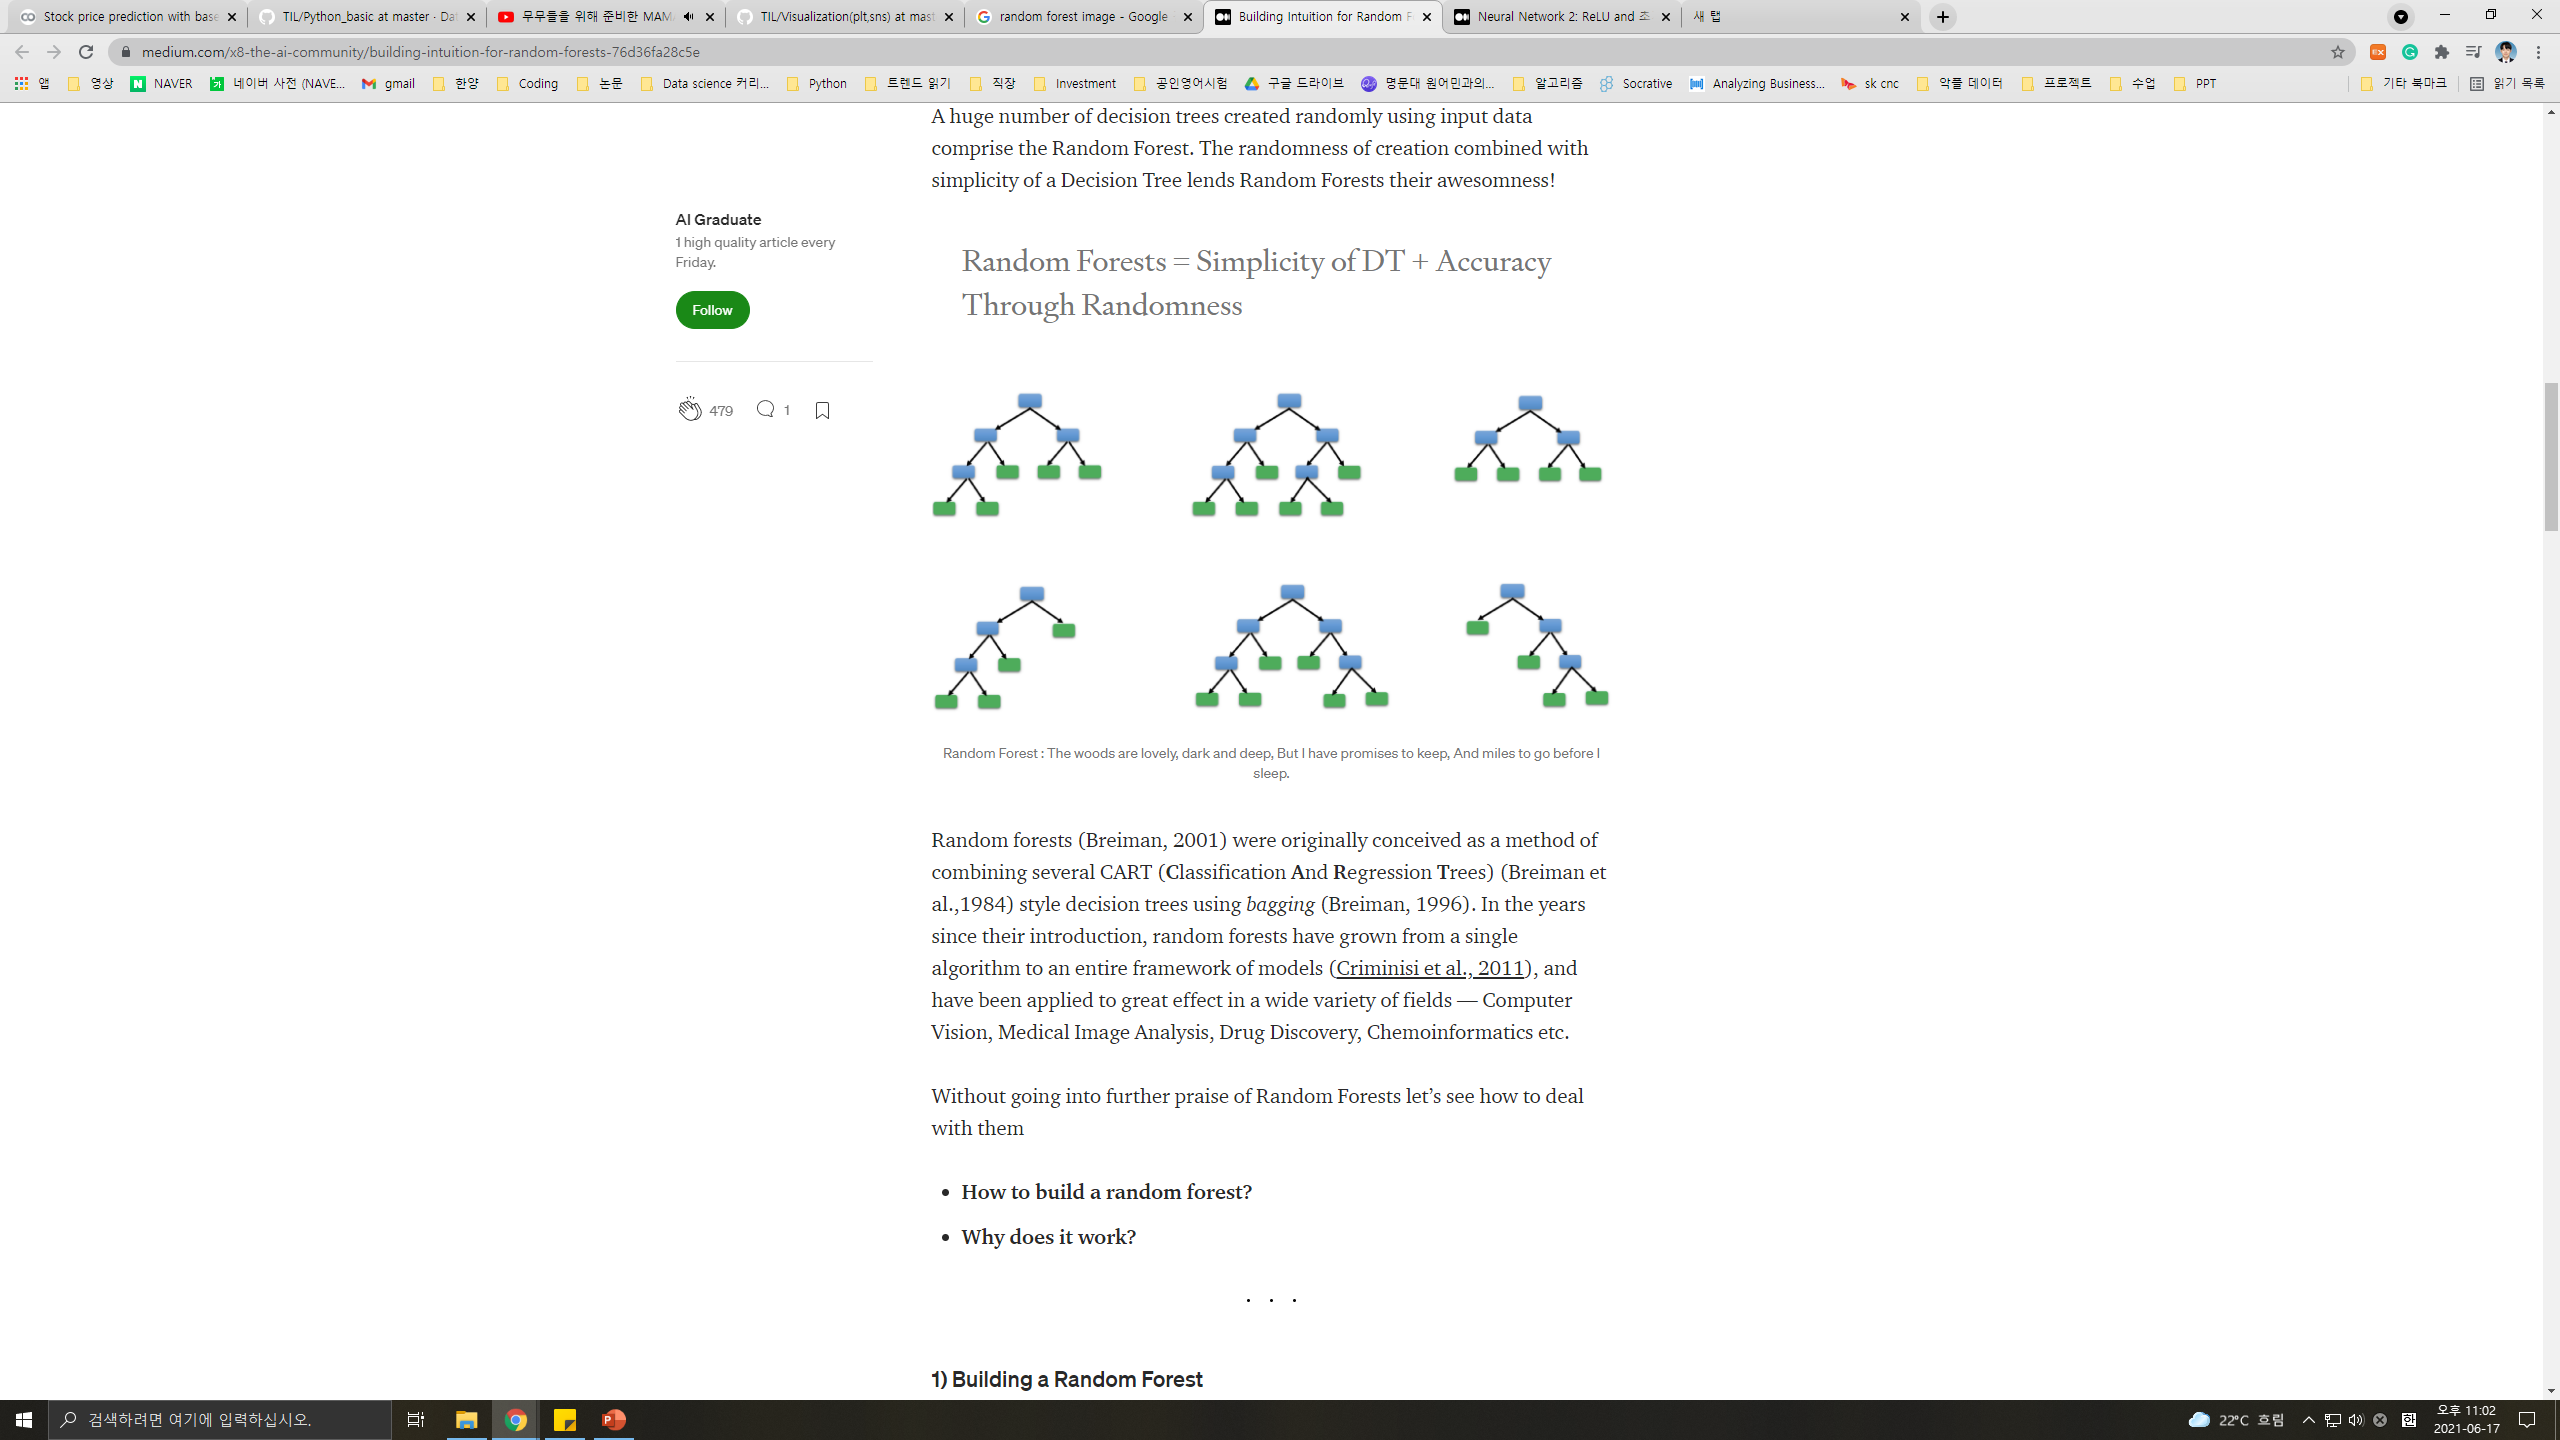 Stock price prediction with base
TIL/Python_basic at master · Da
무무들을 위해 준비한 MAM
TIL/Visualization(plt,sns) at mast
random forest image - Google
Building Intuition for Random F
Neural Network 2: ReLU and 초
새 탭
medium.com/x8-the-ai-community/building-intuition-for-random-forests-76d36fa28c5e
앱
영상
NAVER
네이버 사전 (NAVE...
gmail
한양
Coding
논문
Data science 커리...
Python
트렌드 읽기
직장
Investment
공인영어시험
구글 드라이브
명문대 원어민과의...
알고리즘
Socrative
Analyzing Business...
sk cnc
악플 데이터
프로젝트
수업
PPT
기타 북마크
읽기 목록
A huge number of decision trees created randomly using input data
comprise the Random Forest. The randomness of creation combined with
simplicity of a Decision Tree lends Random Forests their awesomness!
AI Graduate
1 high quality article every
Friday.
Follow
479
1
Random Forests = Simplicity of DT + Accuracy
Through Randomness
Random Forest : The woods are lovely, dark and deep, But I have promises to keep, And miles to go before I
sleep.
Random forests (Breiman, 2001) were originally conceived as a method of
combining several CART (Classification And Regression Trees) (Breiman et
al.,1984) style decision trees using bagging (Breiman, 1996). In the years
since their introduction, random forests have grown from a single
algorithm to an entire framework of models (Criminisi et al., 2011), and
have been applied to great effect in a wide variety of fields — Computer
Vision, Medical Image Analysis, Drug Discovery, Chemoinformatics etc.
Without going into further praise of Random Forests let’s see how to deal
with them
• How to build a random forest?
• Why does it work?
. . .
1) Building a Random Forest
검색하려면 여기에 입력하십시오.
22°C 흐림
한
오후 11:02
2021-06-17